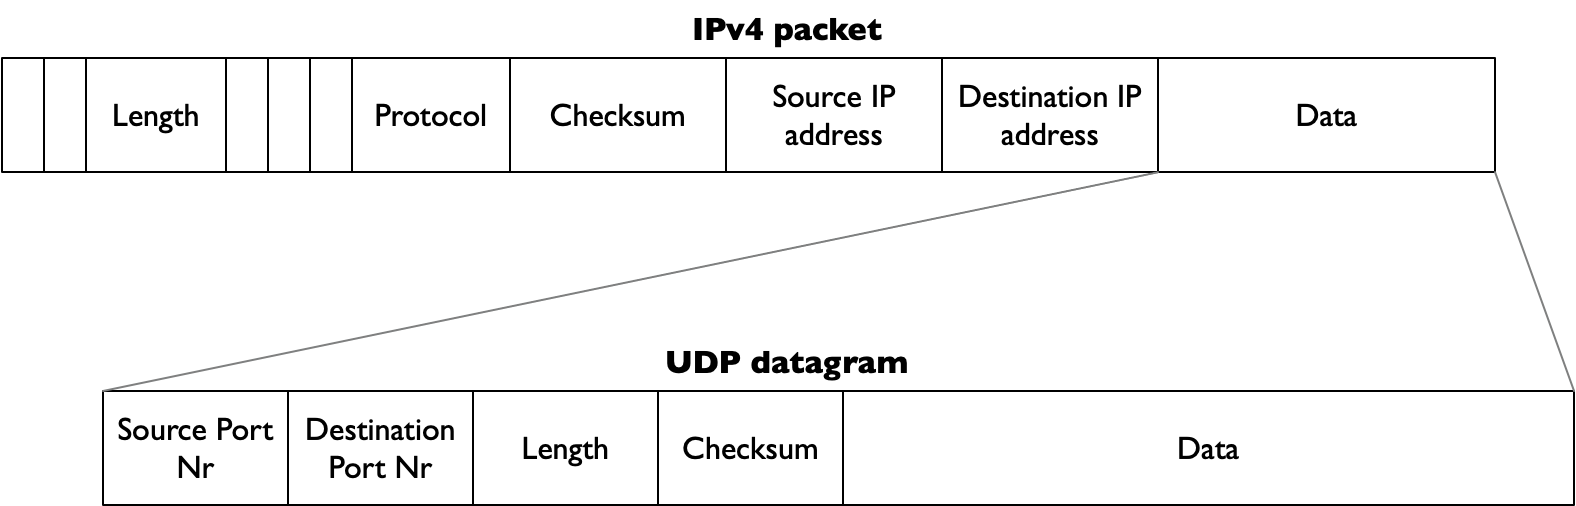 IPv4 packet
Length
Protocol
Checksum
Source IP
address
Destination IP
address
Data
UDP datagram
Source Port
Nr
Destination
Port Nr
Length
Checksum
Data